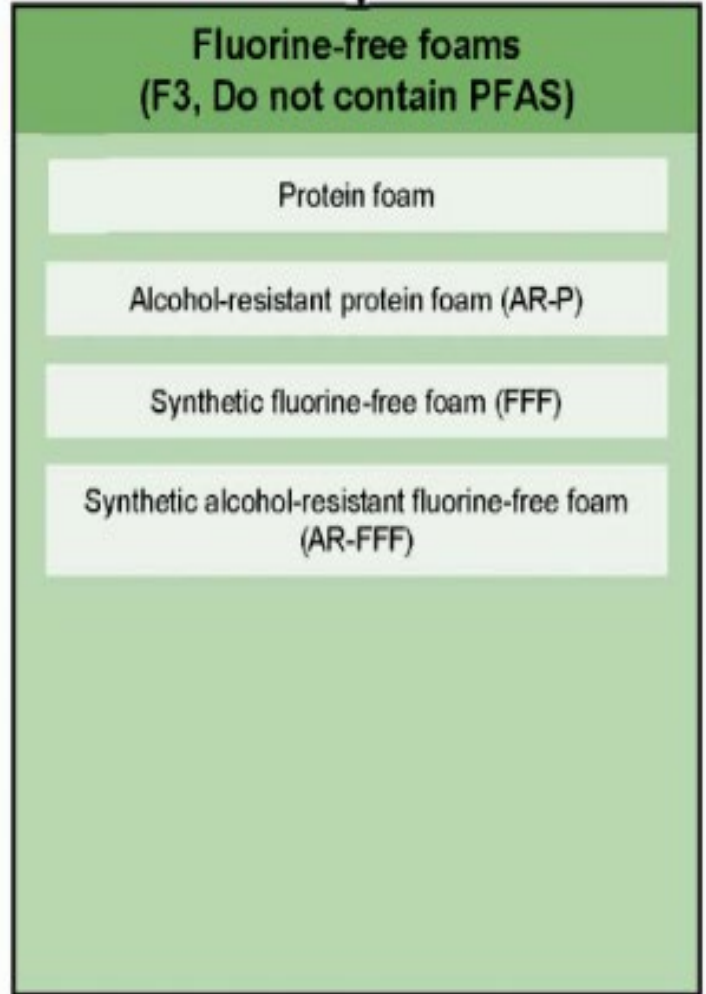 Fluorine-free foams
(F3, Do not contain PFAS)
Protein foam
Alcohol-resistant protein foam (AR-P)
Synthetic fluorine-free foam (FFF)
Synthetic alcohol-resistant fluorine-free foam
(AR-FFF)